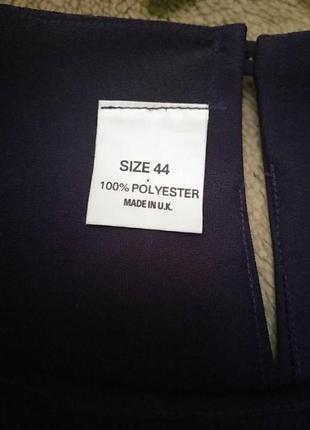 SIZE 44
100% POLYESTER
MADE IN U.K.